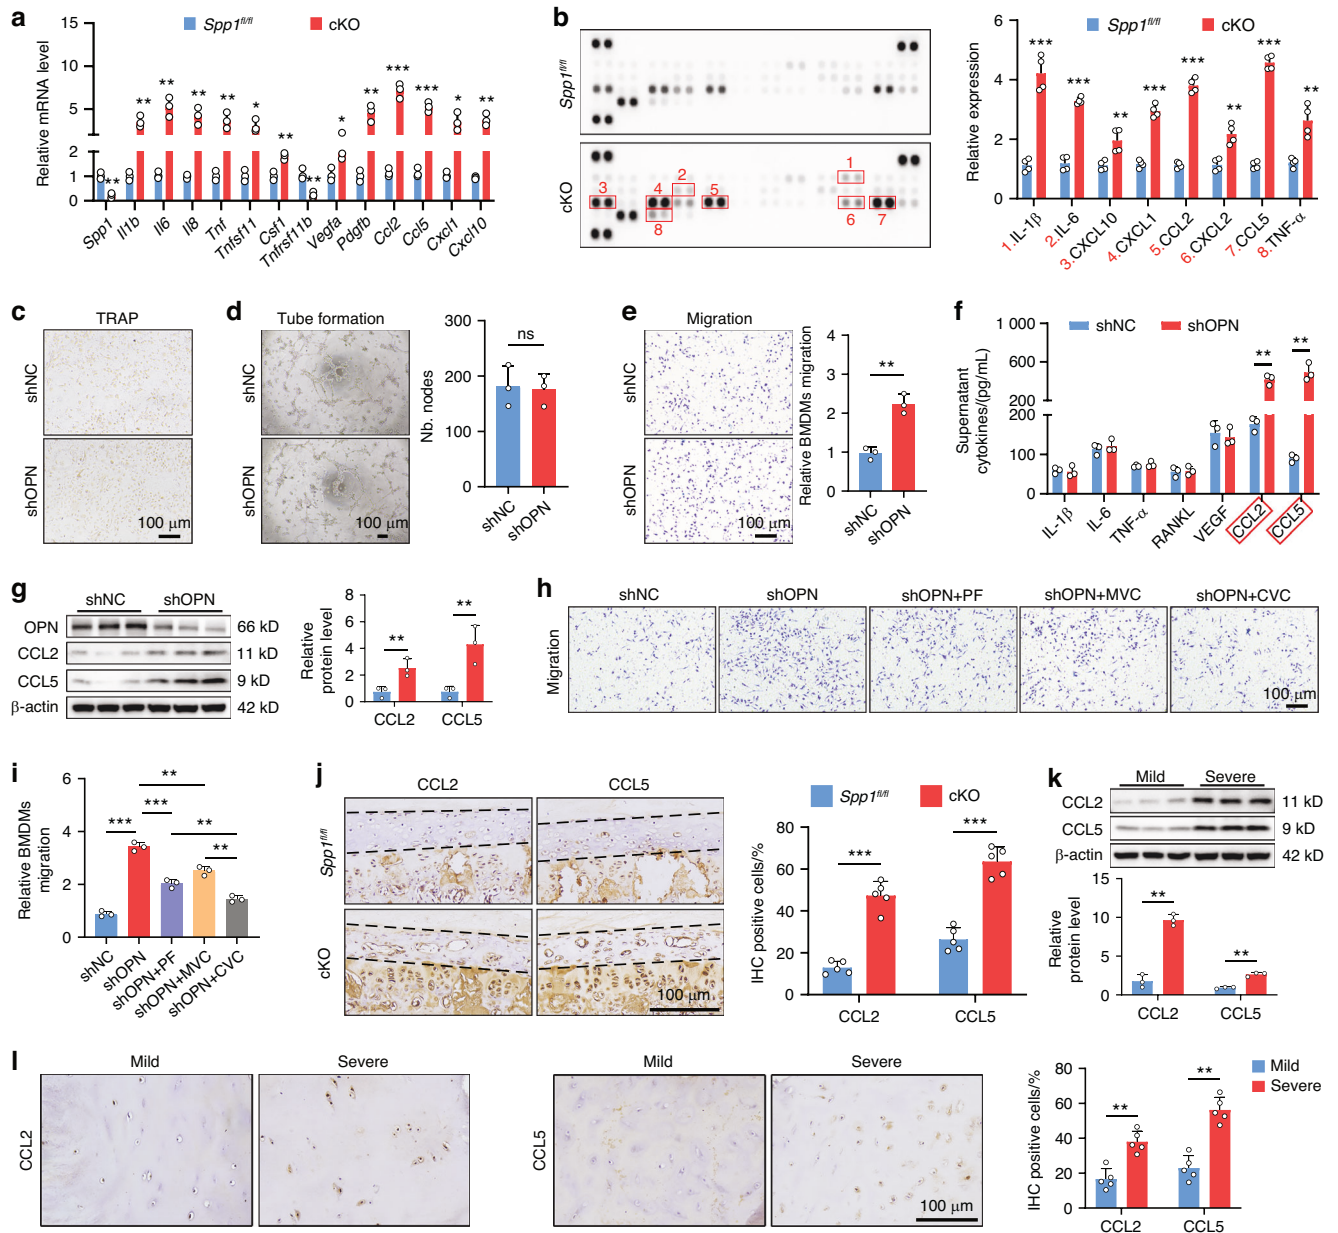 a
Spp1fl/fl
cKO
Relative mRNA level
15
10
5
2
1
0
***
**
**
**
**
**
*
**
**
*
**
***
***
*
**
Spp1
Il1b
Il6
Il8
Tnf
Tnfsf11
Csf1
Tnfrsf11b
Vegfa
Pdgfb
Ccl2
Ccl5
Cxcl1
Cxcl10
b
Spp1fl/fl
cKO
1
2
3
4
5
6
7
8
Spp1fl/fl
cKO
Relative expression
6
4
2
0
***
***
**
***
***
**
***
**
1.IL-1β
2.IL-6
3.CXCL10
4.CXCL1
5.CCL2
6.CXCL2
7.CCL5
8.TNF-α
c
TRAP
shNC
shOPN
100 μm
d
Tube formation
shNC
shOPN
100 μm
Nb. nodes
300
200
100
0
ns
shNC
shOPN
e
Migration
shNC
shOPN
100 μm
Relative BMDMs migration
4
3
2
1
0
**
shNC
shOPN
f
shNC
shOPN
Supernatant
cytokines/(pg/mL)
1 000
600
200
200
100
0
**
**
IL-1β
IL-6
TNF-α
RANKL
VEGF
CCL2
CCL5
g
shNC
shOPN
OPN
66 kD
CCL2
11 kD
CCL5
9 kD
β-actin
42 kD
Relative
protein level
8
6
4
2
0
**
**
CCL2
CCL5
h
shNC
shOPN
shOPN+PF
shOPN+MVC
shOPN+CVC
Migration
100 μm
i
Relative BMDMs
migration
6
4
2
0
**
***
**
***
**
shNC
shOPN
shOPN+PF
shOPN+MVC
shOPN+CVC
j
CCL2
CCL5
Spp1fl/fl
cKO
100 μm
Spp1fl/fl
cKO
IHC positive cells/%
80
60
40
20
0
***
***
CCL2
CCL5
k
Mild
Severe
CCL2
11 kD
CCL5
9 kD
β-actin
42 kD
Relative
protein level
15
10
5
0
**
**
CCL2
CCL5
l
Mild
Severe
CCL2
Mild
Severe
CCL5
100 μm
IHC positive cells/%
80
60
40
20
0
**
**
CCL2
CCL5
Mild
Severe